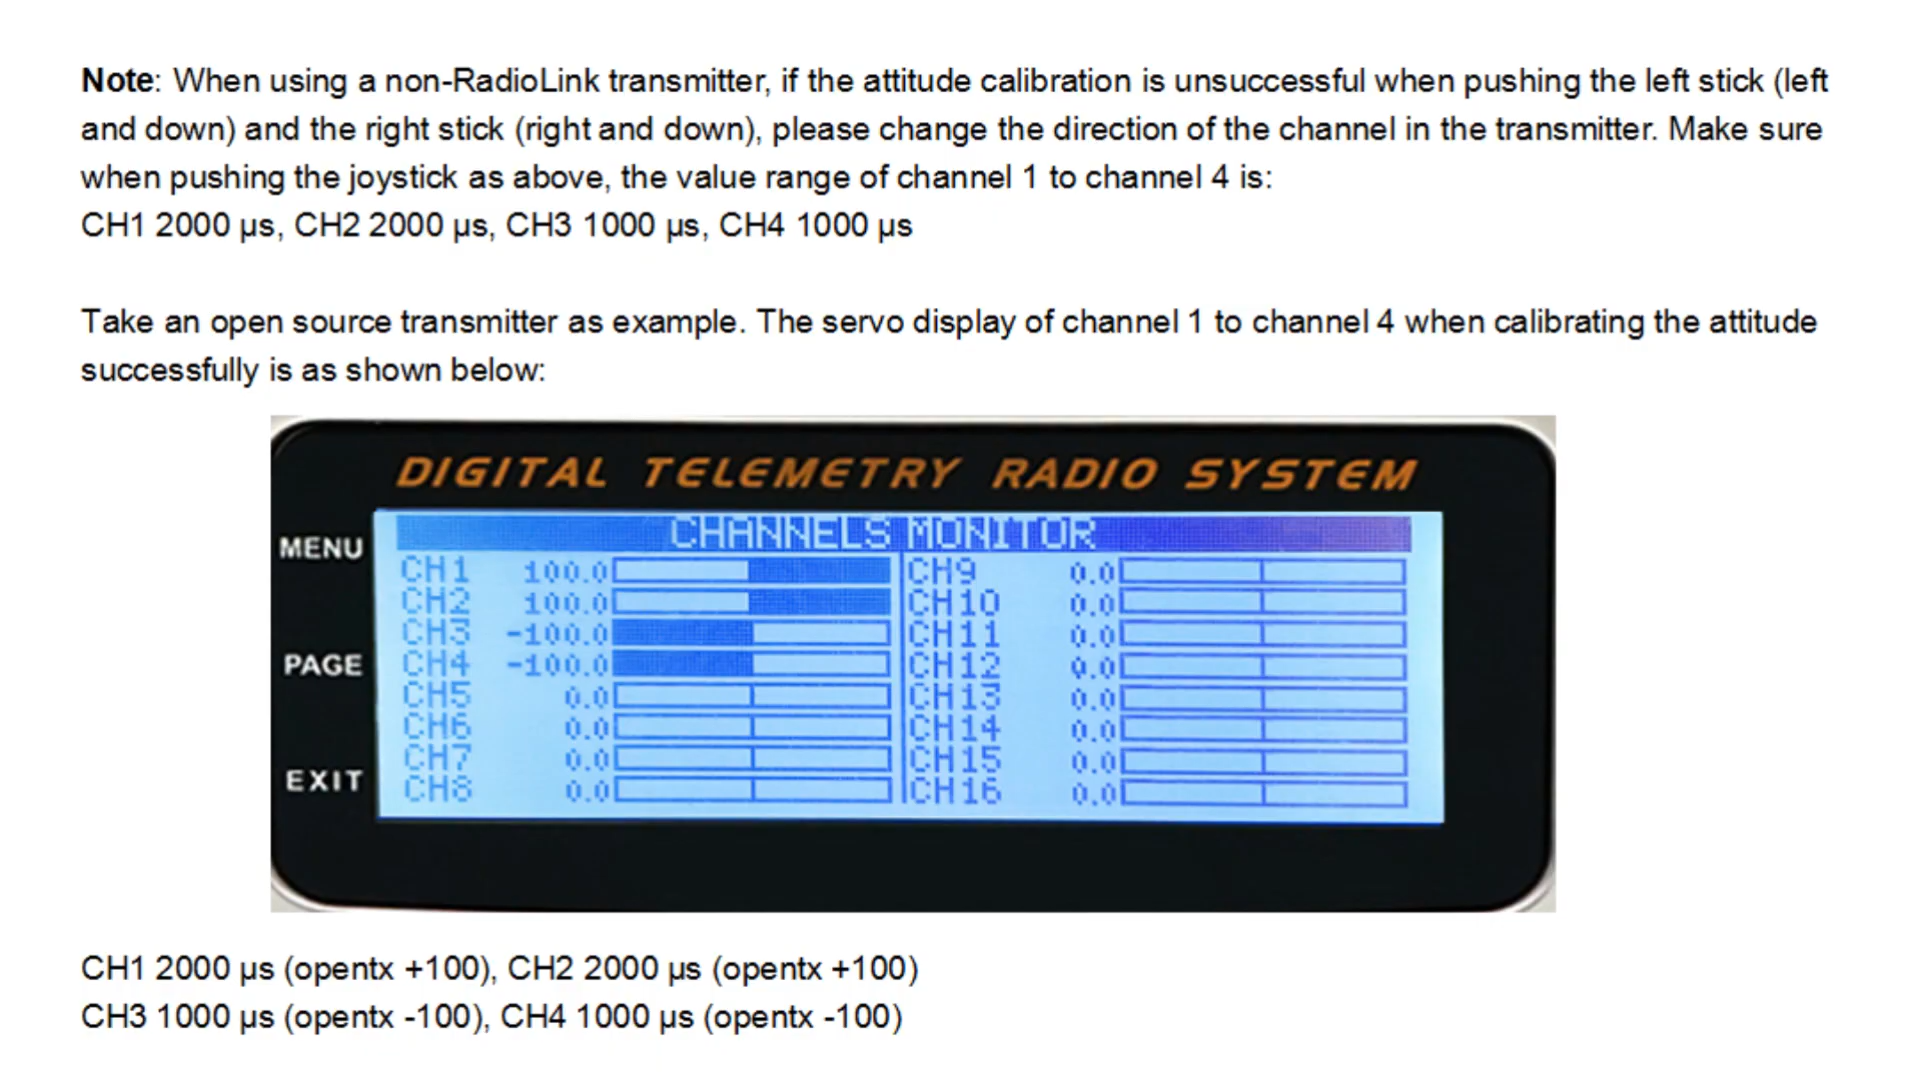 Note: When using a non-RadioLink transmitter, if the attitude calibration is unsuccessful when pushing the left stick (left
and down) and the right stick (right and down), please change the direction of the channel in the transmitter. Make sure
when pushing the joystick as above, the value range of channel 1 to channel 4 is:
CH1 2000 µs, CH2 2000 µs, CH3 1000 µs, CH4 1000 µs
Take an open source transmitter as example. The servo display of channel 1 to channel 4 when calibrating the attitude
successfully is as shown below:
DIGITAL TELEMETRY RADIO SYSTEM
MENU
PAGE
EXIT
CHANNELS MONITOR
CH1 100.0
CH2 100.0
CH3 -100.0
CH4 -100.0
CH5 0.0
CH6 0.0
CH7 0.0
CH8 0.0
CH9 0.0
CH10 0.0
CH11 0.0
CH12 0.0
CH13 0.0
CH14 0.0
CH15 0.0
CH16 0.0
CH1 2000 µs (opentx +100), CH2 2000 µs (opentx +100)
CH3 1000 µs (opentx -100), CH4 1000 µs (opentx -100)